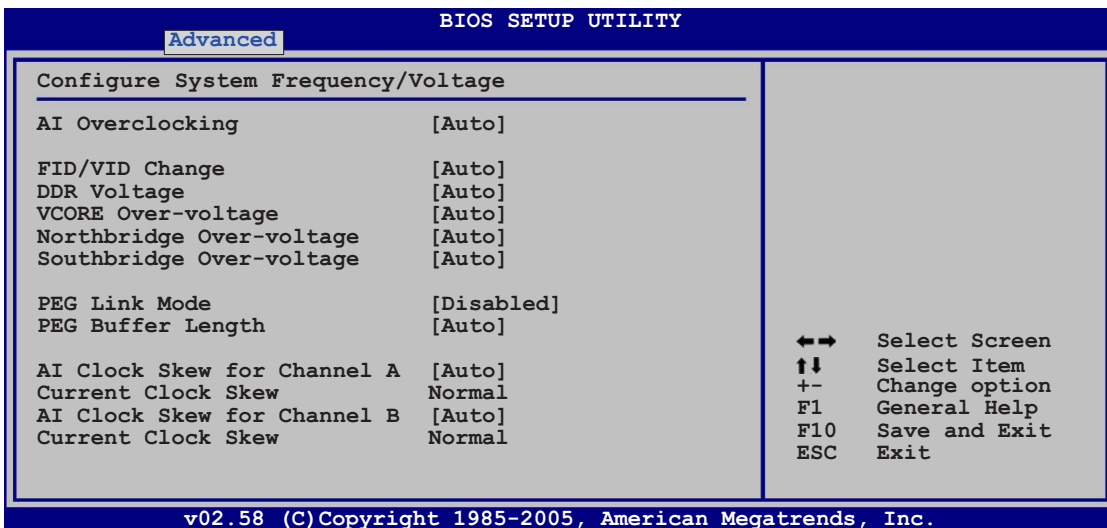 BIOS SETUP UTILITY
Advanced
Configure System Frequency/Voltage
AI Overclocking [Auto]
FID/VID Change [Auto]
DDR Voltage [Auto]
VCORE Over-voltage [Auto]
Northbridge Over-voltage [Auto]
Southbridge Over-voltage [Auto]
PEG Link Mode [Disabled]
PEG Buffer Length [Auto]
AI Clock Skew for Channel A [Auto]
Current Clock Skew Normal
AI Clock Skew for Channel B [Auto]
Current Clock Skew Normal
←→ Select Screen
↑↓ Select Item
+- Change option
F1 General Help
F10 Save and Exit
ESC Exit
v02.58 (C)Copyright 1985-2005, American Megatrends, Inc.